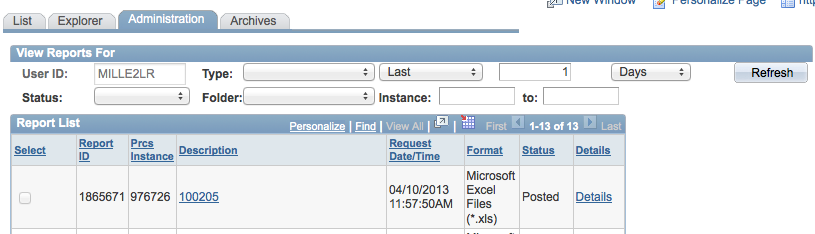 New Window Personalize Page
List Explorer Administration Archives
View Reports For
User ID: MILLE2LR Type: Last 1 Days Refresh
Status: Folder: Instance: to:
Report List Personalize | Find | View All | First 1-13 of 13 Last
Select Report ID Prcs Instance Description Request Date/Time Format Status Details
1865671 976726 100205 04/10/2013 11:57:50AM Microsoft Excel Files (*.xls) Posted Details